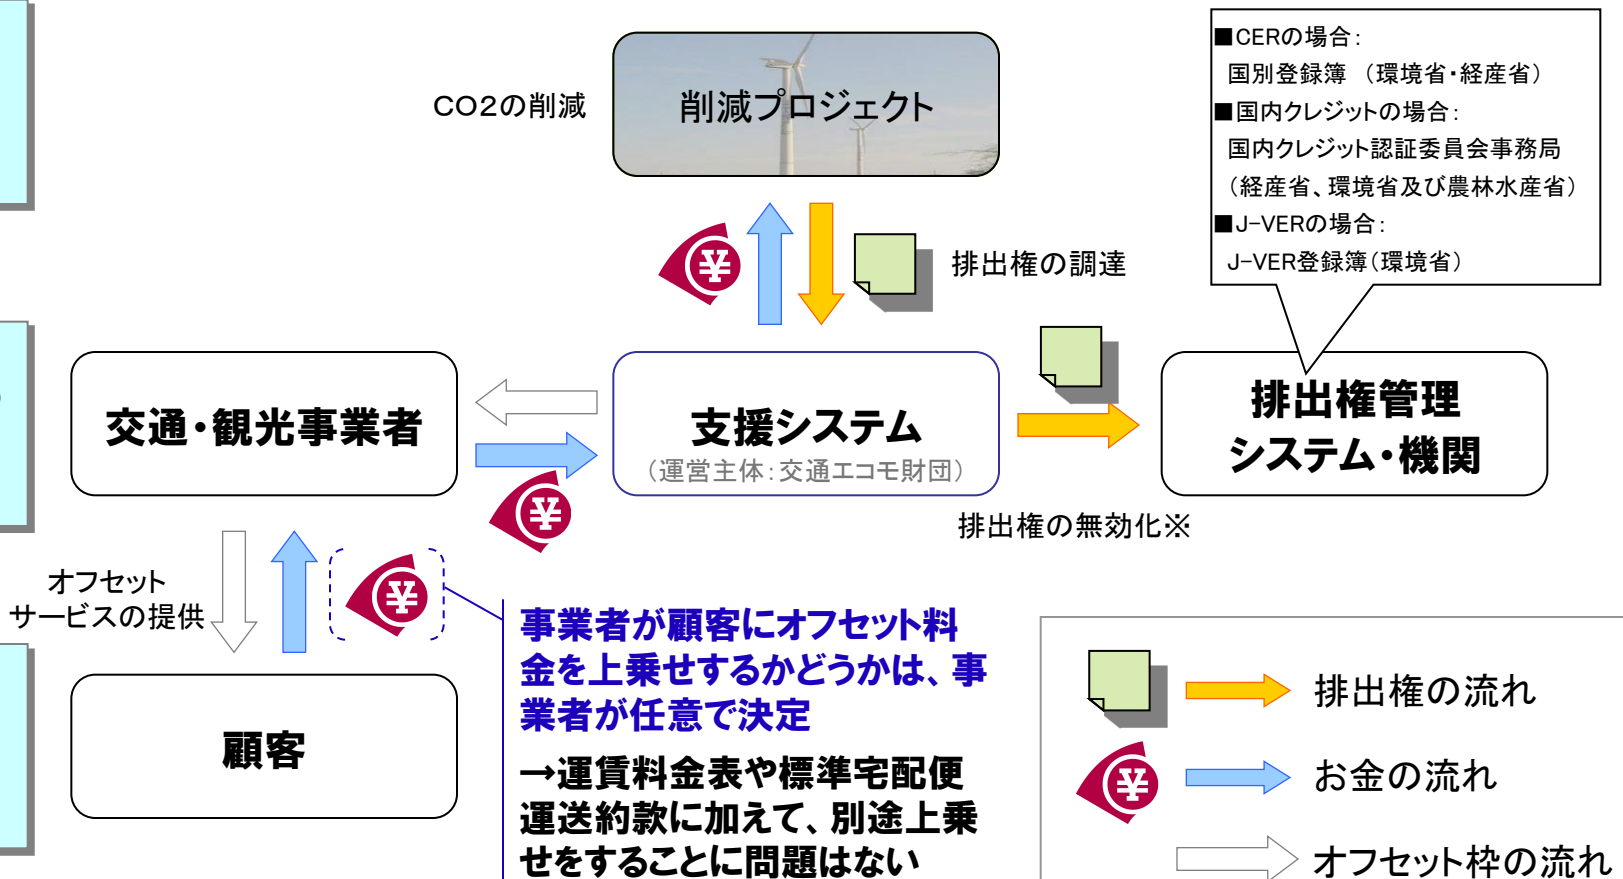 ■CERの場合：
国別登録簿　（環境省・経産省）
■国内クレジットの場合：
国内クレジット認証委員会事務局
（経産省、環境省及び農林水産省）
■J-VERの場合：
J-VER登録簿（環境省）
CO2の削減
削減プロジェクト
排出権の調達
交通・観光事業者
支援システム
（運営主体：交通エコモ財団）
排出権管理
システム・機関
排出権の無効化※
オフセット
サービスの提供
事業者が顧客にオフセット料
金を上乗せするかどうかは、事
業者が任意で決定
→運賃料金表や標準宅配便
運送約款に加えて、別途上乗
せをすることに問題はない
顧客
排出権の流れ
お金の流れ
オフセット枠の流れ